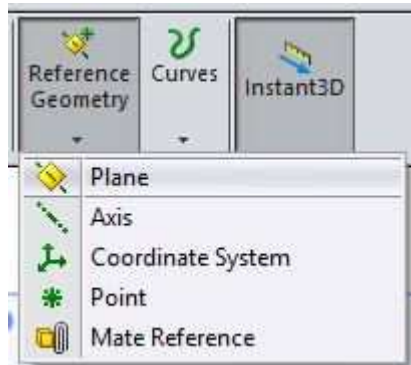 Reference
Geometry
Curves
Instant3D
Plane
Axis
Coordinate System
Point
Mate Reference